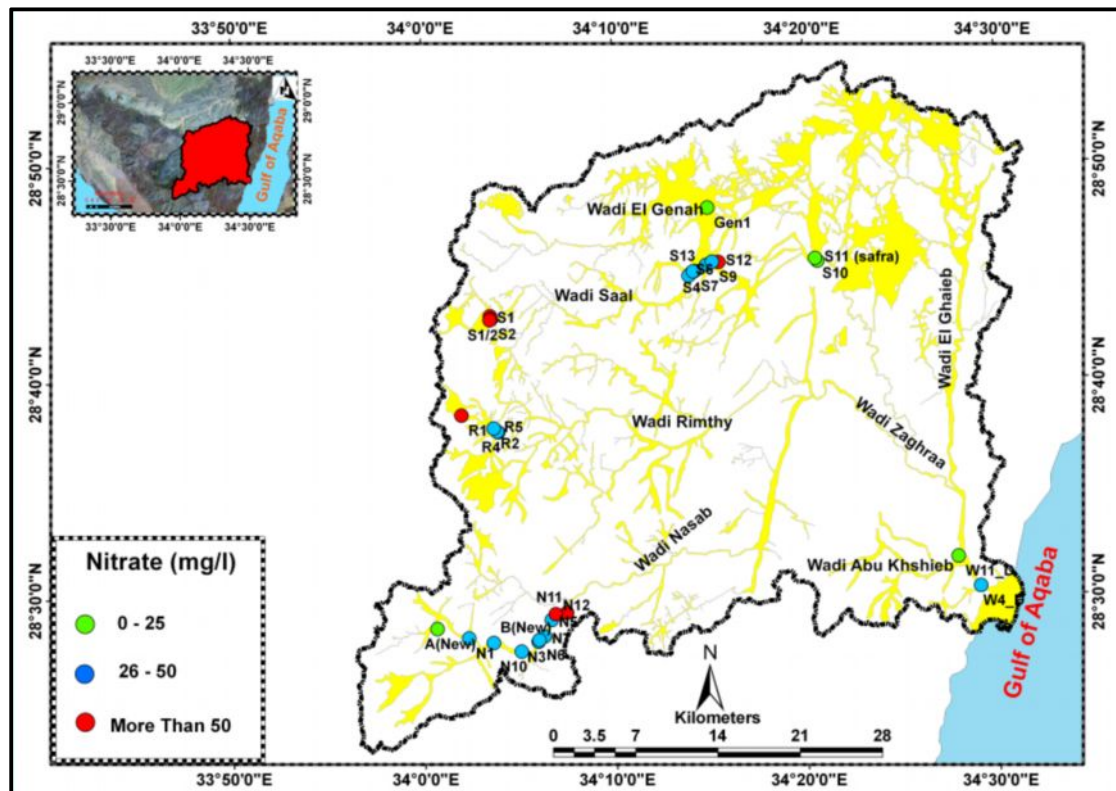 33°50'0"E 34°0'0"E 34°10'0"E 34°20'0"E 34°30'0"E
33°30'0"E 34°0'0"E 34°30'0"E
29°0'0"N
28°30'0"N
29°0'0"N
28°30'0"N
Gulf of Aqaba
33°30'0"E 34°0'0"E 34°30'0"E
28°50'0"N
28°40'0"N
28°30'0"N
28°50'0"N
28°40'0"N
28°30'0"N
Wadi El Genah
Gen1
S13
S12
S11 (safra)
S6
S9
S10
S4
S7
Wadi Saal
Wadi El Ghaieb
S1
S1/2
S2
Wadi Rimthy
Wadi Zaghraa
R1
R5
R4
R2
Wadi Nasab
Wadi Abu Khshieb
W11_D
W4_
Gulf of Aqaba
N11
N12
B(New)
A(New)
N1
N10
N3
N
Kilometers
0 3.5 7 14 21 28
Nitrate (mg/l)
0 - 25
26 - 50
More Than 50
33°50'0"E 34°0'0"E 34°10'0"E 34°20'0"E 34°30'0"E